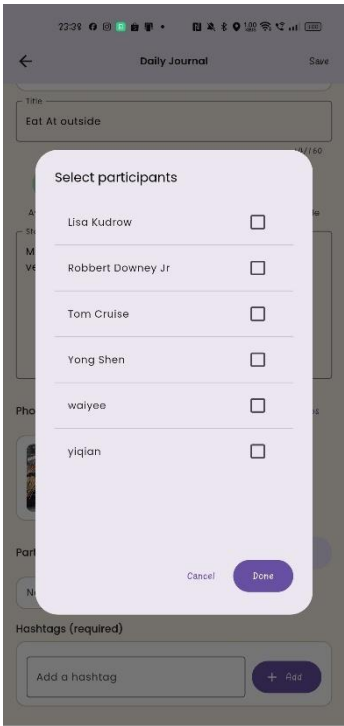 23:38
Daily Journal
Save
Title
Eat At outside
Select participants
Lisa Kudrow
Robbert Downey Jr
Tom Cruise
Yong Shen
waiyee
yiqian
Cancel
Done
Hashtags (required)
Add a hashtag
+ Add